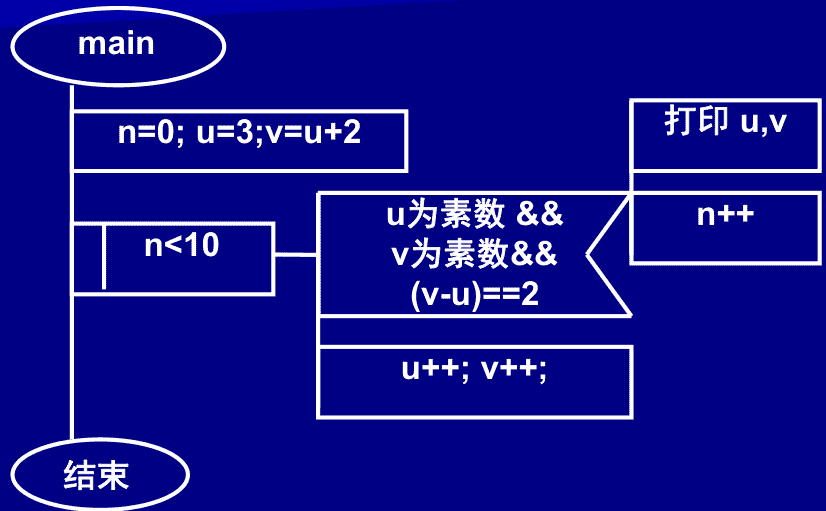 main
n=0; u=3;v=u+2
n<10
u为素数 &&
v为素数&&
(v-u)==2
打印 u,v
n++
u++; v++;
结束